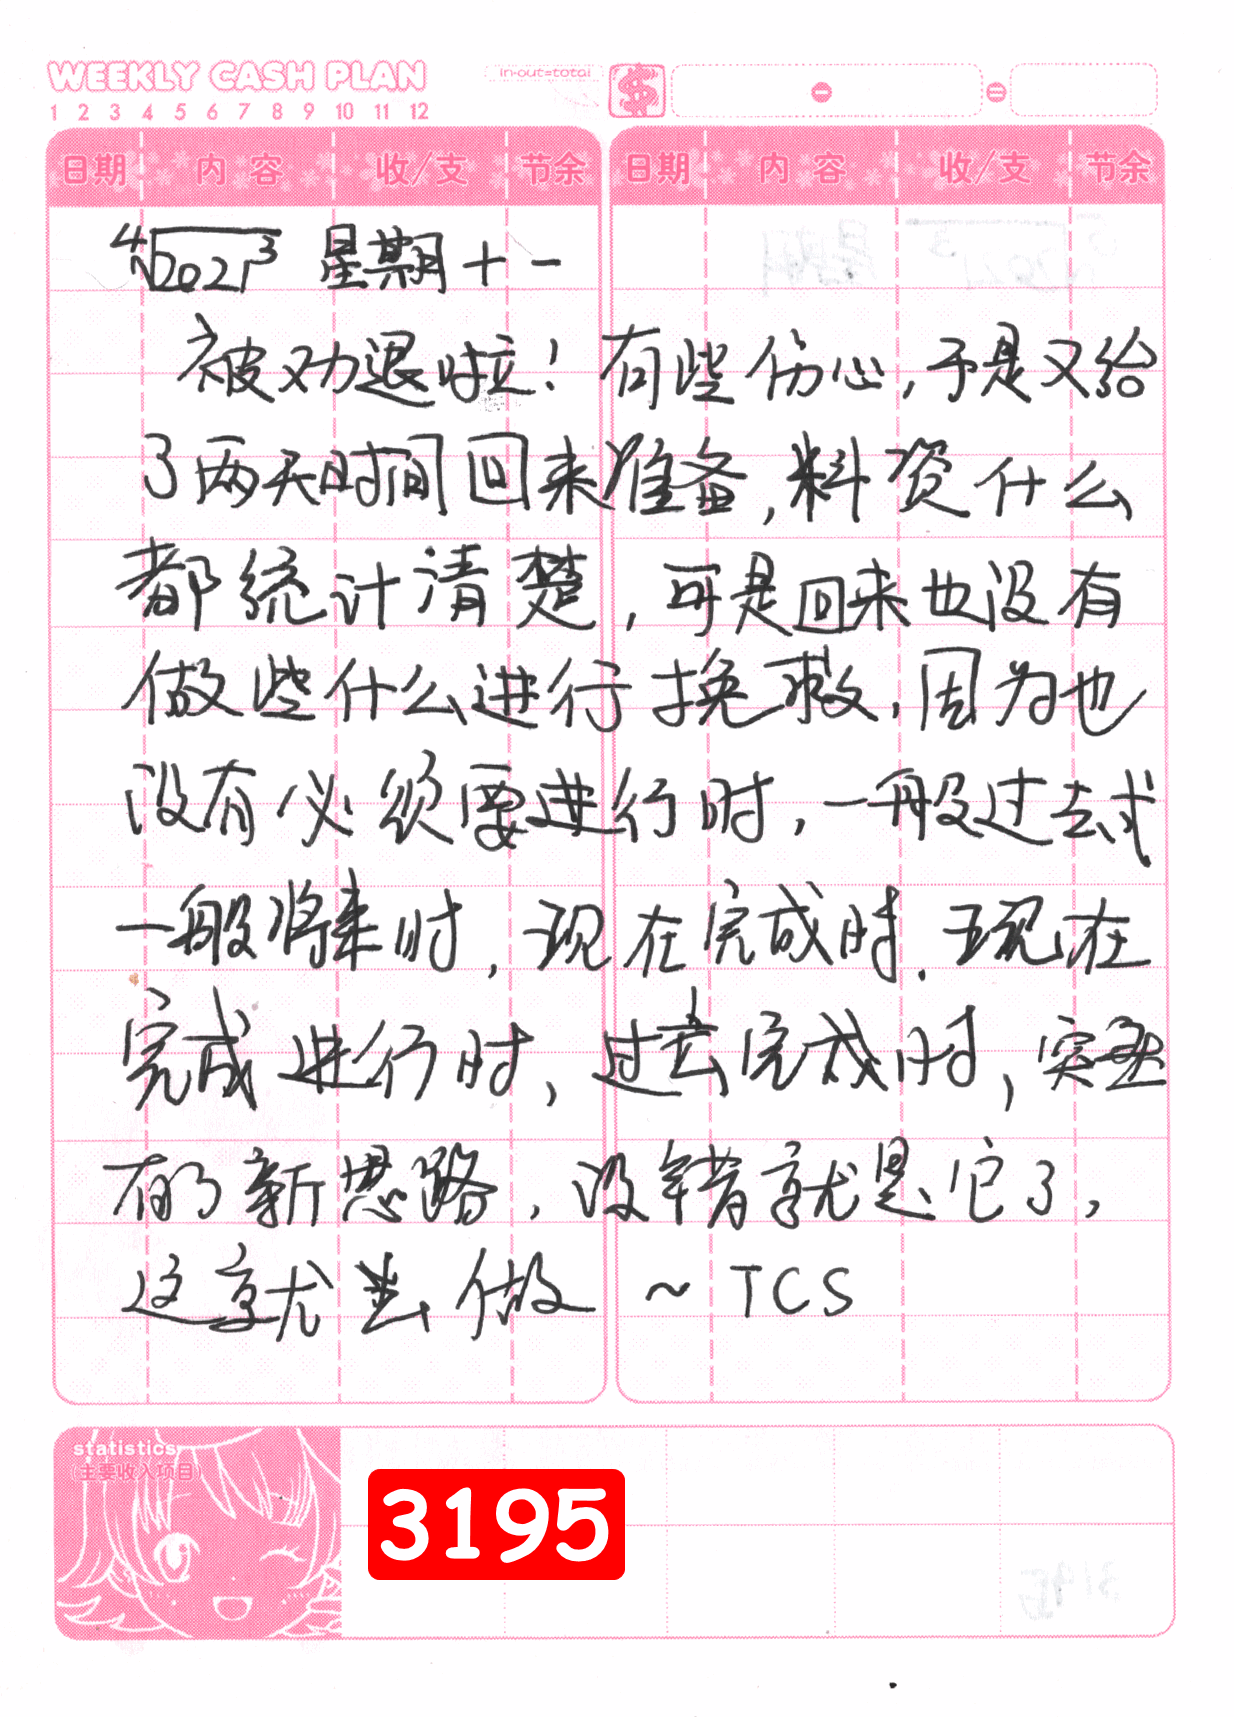 WEEKLY CASH PLAN
1 2 3 4 5 6 7 8 9 10 11 12
in-out=total
$ - =
日期 内容 收/支 节余 日期 内容 收/支 节余
∜2021³ 星期十一
被劝退啦！有些伤心，于是又给
了两天时间回来准备，料资什么
都统计清楚，可是回来也没有
做些什么进行挽救，因为也
没有必须要进行时，一般过去式
一般将来时，现在完成时，现在
完成进行时，过去完成时，突然
有了新思路，没错就是它了，
这就去做 ～TCS
statistics
(主要收入项目)
3195